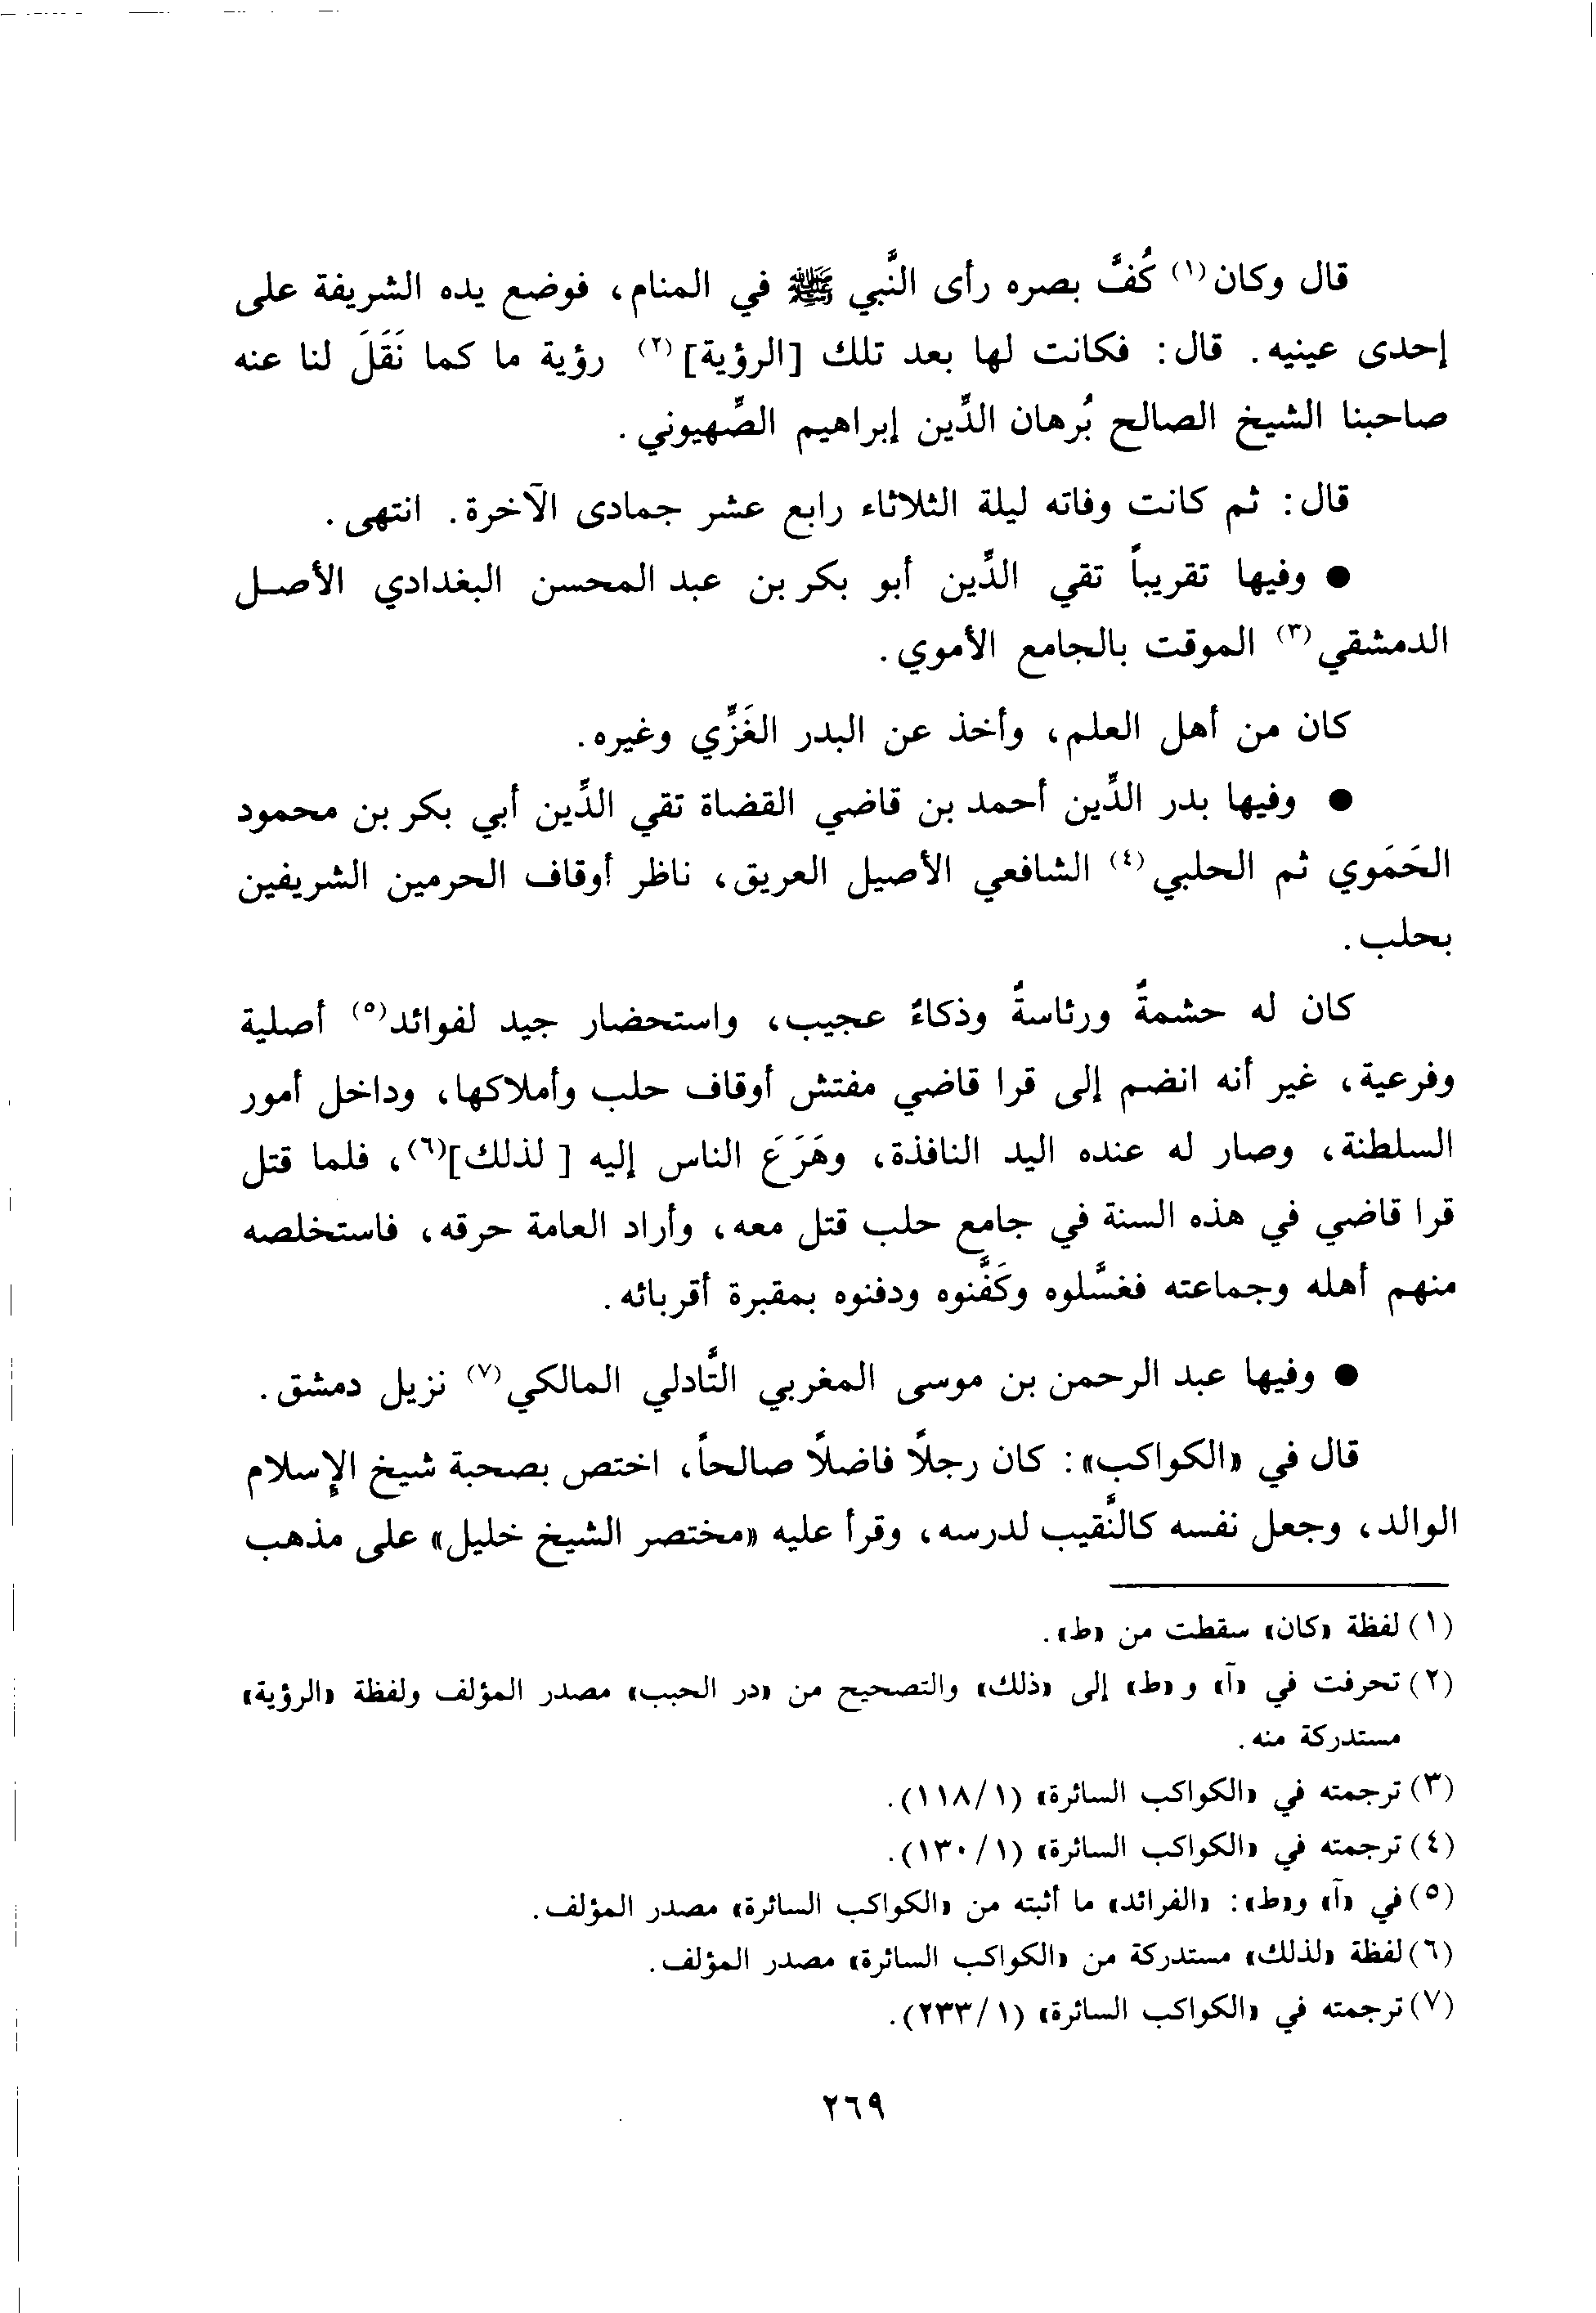 قال وكان(١) كُفَّ بصره رأى النَّبي ﷺ في المنام، فوضع يده الشريفة على
إحدى عينيه. قال: فكانت لها بعد تلك [الرؤية](٢) رؤية ما كما نَقَلَ لنا عنه
صاحبنا الشيخ الصالح بُرهان الدِّين إبراهيم الصِّهيوني.
قال: ثم كانت وفاته ليلة الثلاثاء رابع عشر جمادى الآخرة. انتهى.
● وفيها تقريباً تقي الدِّين أبو بكر بن عبد المحسن البغدادي الأصل
الدمشقي(٣) الموقت بالجامع الأموي.
كان من أهل العلم، وأخذ عن البدر الغَزِّي وغيره.
● وفيها بدر الدِّين أحمد بن قاضي القضاة تقي الدِّين أبي بكر بن محمود
الحَمَوي ثم الحلبي(٤) الشافعي الأصيل العريق، ناظر أوقاف الحرمين الشريفين
بحلب.
كان له حشمةٌ ورئاسةٌ وذكاءٌ عجيب، واستحضار جيد لفوائد(٥) أصلية
وفرعية، غير أنه انضم إلى قرا قاضي مفتش أوقاف حلب وأملاكها، وداخل أمور
السلطنة، وصار له عنده اليد النافذة، وهَرَعَ الناس إليه [ لذلك](٦)، فلما قتل
قرا قاضي في هذه السنة في جامع حلب قتل معه، وأراد العامة حرقه، فاستخلصه
منهم أهله وجماعته فغسَّلوه وكَفَّنوه ودفنوه بمقبرة أقربائه.
● وفيها عبد الرحمن بن موسى المغربي التَّادلي المالكي(٧) نزيل دمشق.
قال في «الكواكب»: كان رجلاً فاضلاً صالحاً، اختص بصحبة شيخ الإسلام
الوالد، وجعل نفسه كالنَّقيب لدرسه، وقرأ عليه «مختصر الشيخ خليل» على مذهب
(١) لفظة «كان» سقطت من «ط».
(٢) تحرفت في «آ» و «ط» إلى «ذلك» والتصحيح من «در الحبب» مصدر المؤلف ولفظة «الرؤية»
مستدركة منه.
(٣) ترجمته في «الكواكب السائرة» (١/ ١١٨).
(٤) ترجمته في «الكواكب السائرة» (١/ ١٣٠).
(٥) في «آ» و«ط»: «الفرائد» ما أثبته من «الكواكب السائرة» مصدر المؤلف.
(٦) لفظة «لذلك» مستدركة من «الكواكب السائرة» مصدر المؤلف.
(٧) ترجمته في «الكواكب السائرة» (١/ ٢٣٣).
٢٦٩